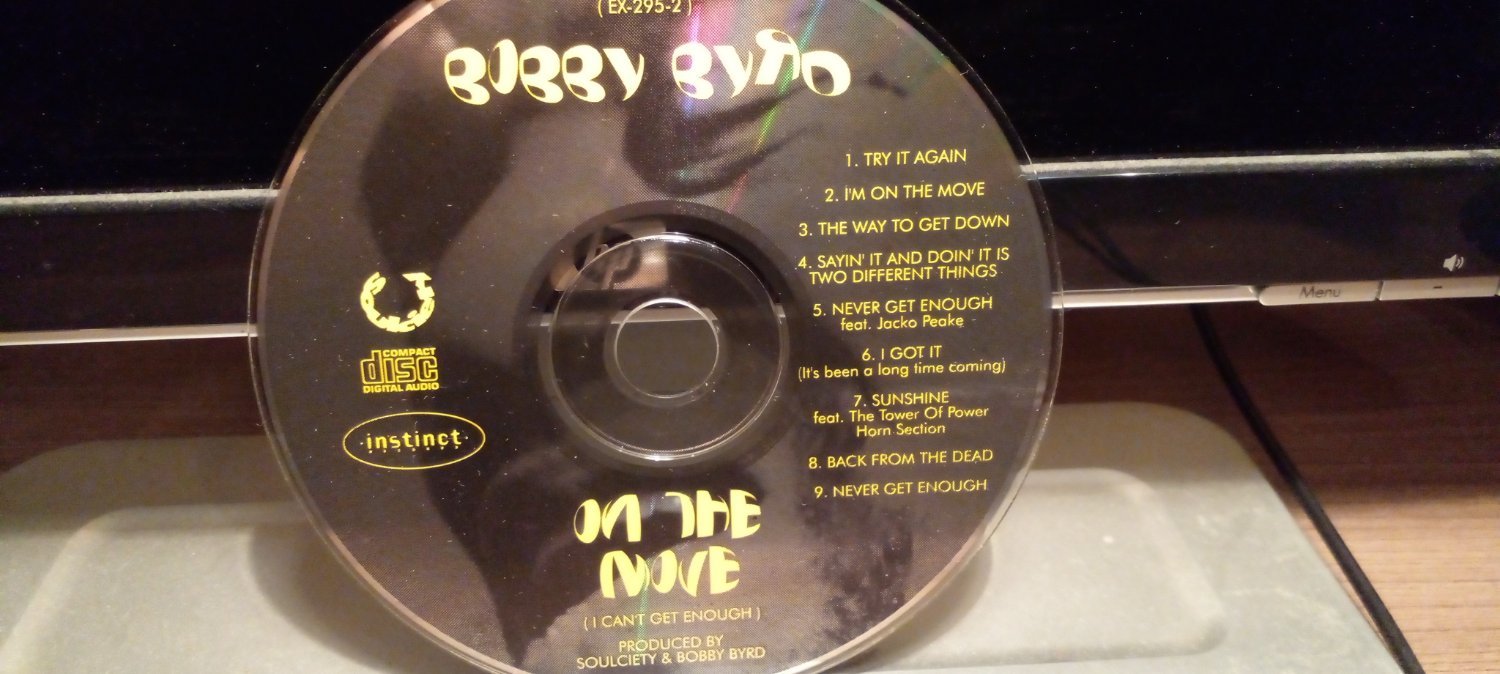 ( EX-295-2 )
BOBBY BYRD
1. TRY IT AGAIN
2. I'M ON THE MOVE
3. THE WAY TO GET DOWN
4. SAYIN' IT AND DOIN' IT IS
TWO DIFFERENT THINGS
5. NEVER GET ENOUGH
feat. Jacko Peake
6. I GOT IT
(It's been a long time coming)
7. SUNSHINE
feat. The Tower Of Power
Horn Section
8. BACK FROM THE DEAD
9. NEVER GET ENOUGH
COMPACT
disc
DIGITAL AUDIO
instinct
RECORDS
ON THE
MOVE
( I CAN'T GET ENOUGH )
PRODUCED BY
SOULCIETY & BOBBY BYRD
hp
Menu
-